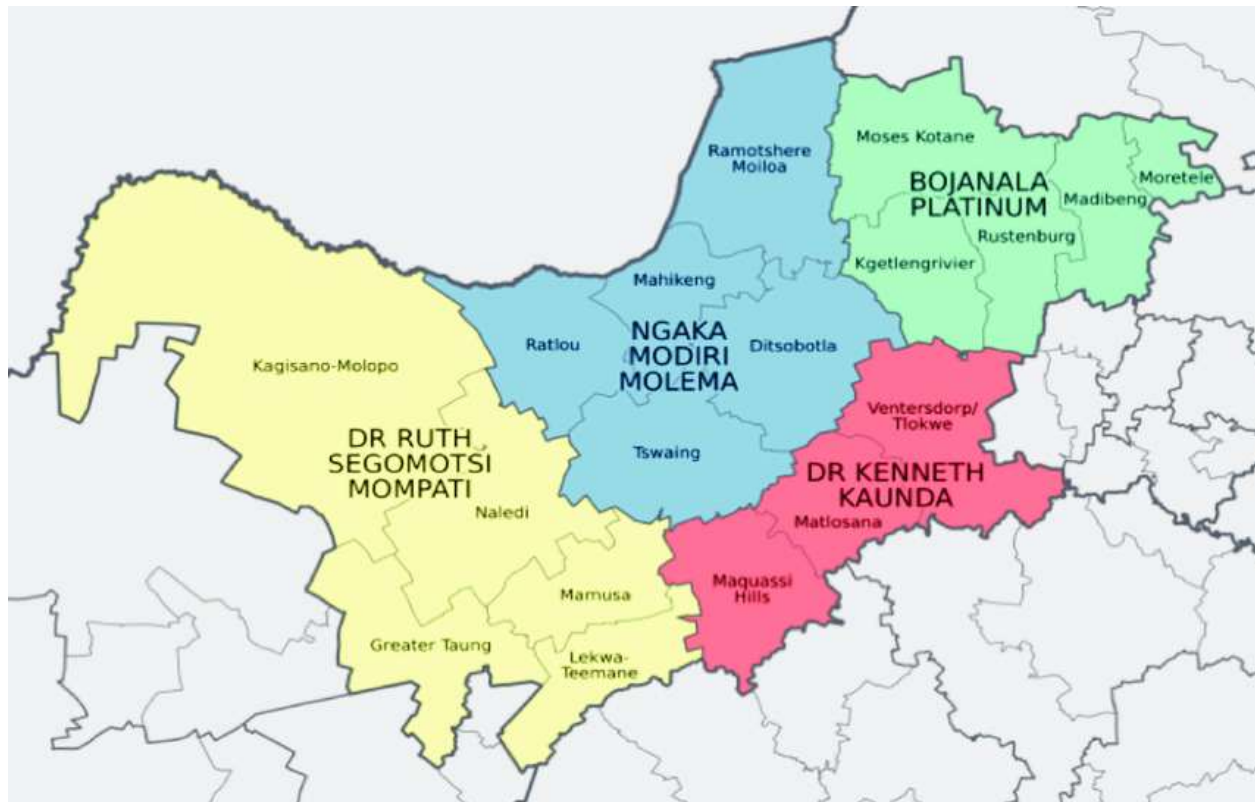 Ramotshere
Moiloa
Moses Kotane
BOJANALA
PLATINUM
Moretele
Madibeng
Rustenburg
Kgetlengrivier
Mahikeng
Ratlou
NGAKA
MODIRI
MOLEMA
Ditsobotla
Tswaing
Kagisano-Molopo
DR RUTH
SEGOMOTSI
MOMPATI
Naledi
Mamusa
Greater Taung
Lekwa-
Teemane
Ventersdorp/
Tlokwe
DR KENNETH
KAUNDA
Matlosana
Maquassi
Hills